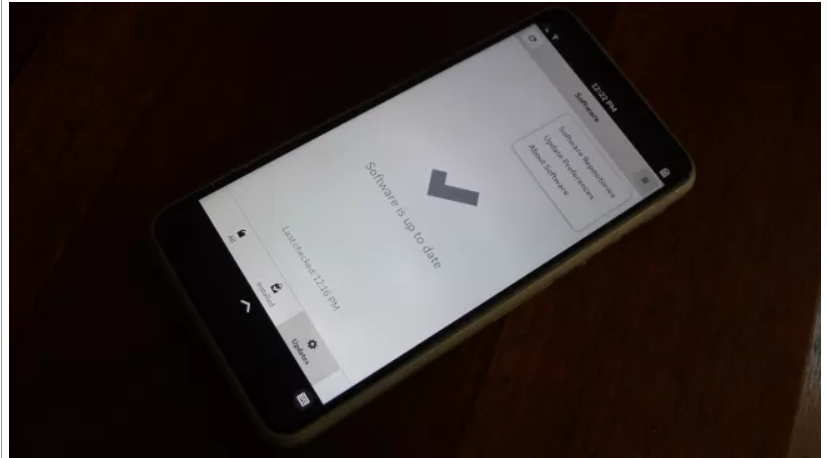 12:22 PM
Software
Software Repositories
Update Preferences
About Software
Software is up to date
Last checked: 12:16 PM
All
Installed
Updates